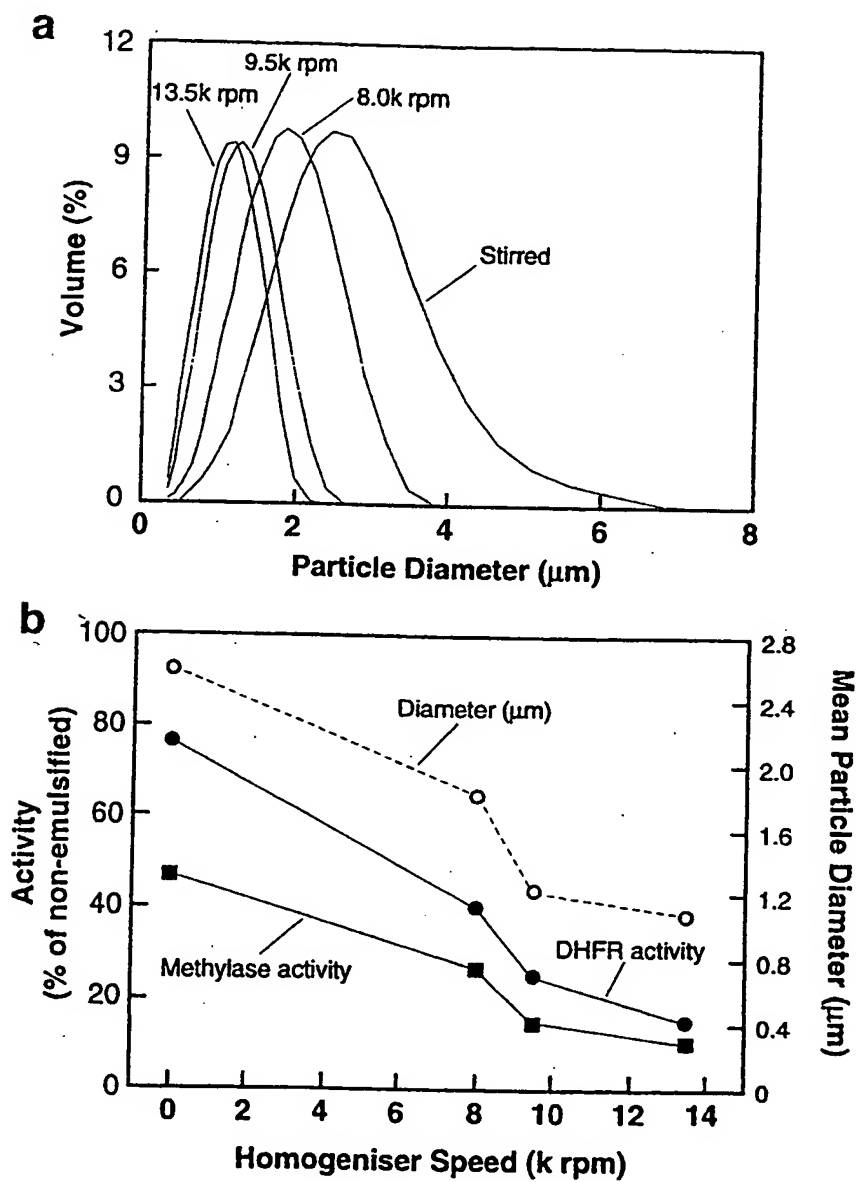 a
12
9
6
3
0
Volume (%)
13.5k rpm
9.5k rpm
8.0k rpm
Stirred
0 2 4 6 8
Particle Diameter (μm)
b
100
80
60
40
20
0
Activity
(% of non-emulsified)
Diameter (μm)
DHFR activity
Methylase activity
2.8
2.4
2.0
1.6
1.2
0.8
0.4
0
Mean Particle Diameter (μm)
0 2 4 6 8 10 12 14
Homogeniser Speed (k rpm)